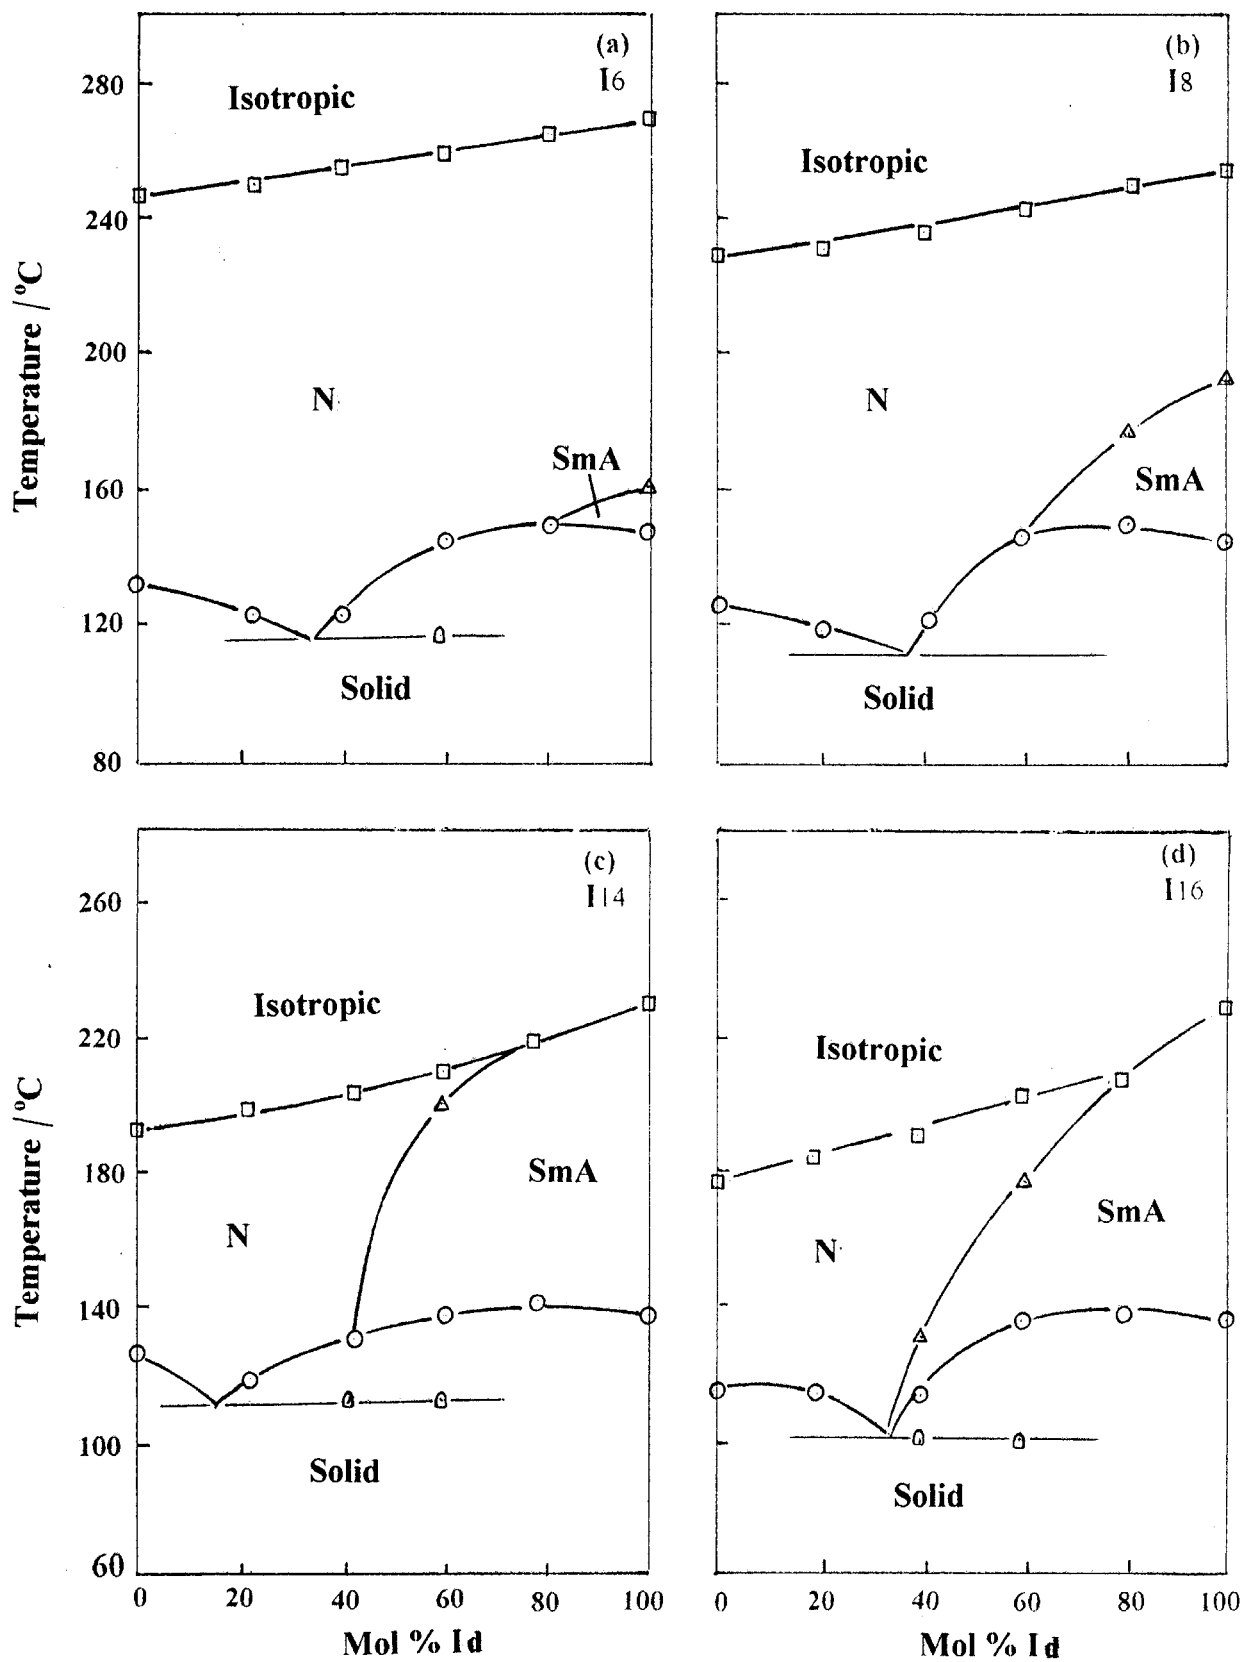 (a)
I6
280
Isotropic
240
200
N
SmA
160
120
Solid
80
Temperature /°C
(b)
I8
Isotropic
N
SmA
Solid
(c)
I14
260
Isotropic
220
180
SmA
N
140
100
Solid
60
0 20 40 60 80 100
Mol % Id
Temperature /°C
(d)
I16
Isotropic
SmA
N
Solid
0 20 40 60 80 100
Mol % Id